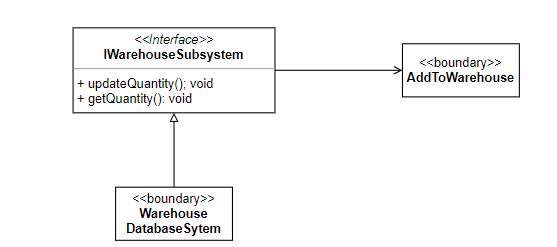 <<Interface>>
IWarehouseSubsystem
+ updateQuantity(); void
+ getQuantity(): void
<<boundary>>
AddToWarehouse
<<boundary>>
Warehouse
DatabaseSytem